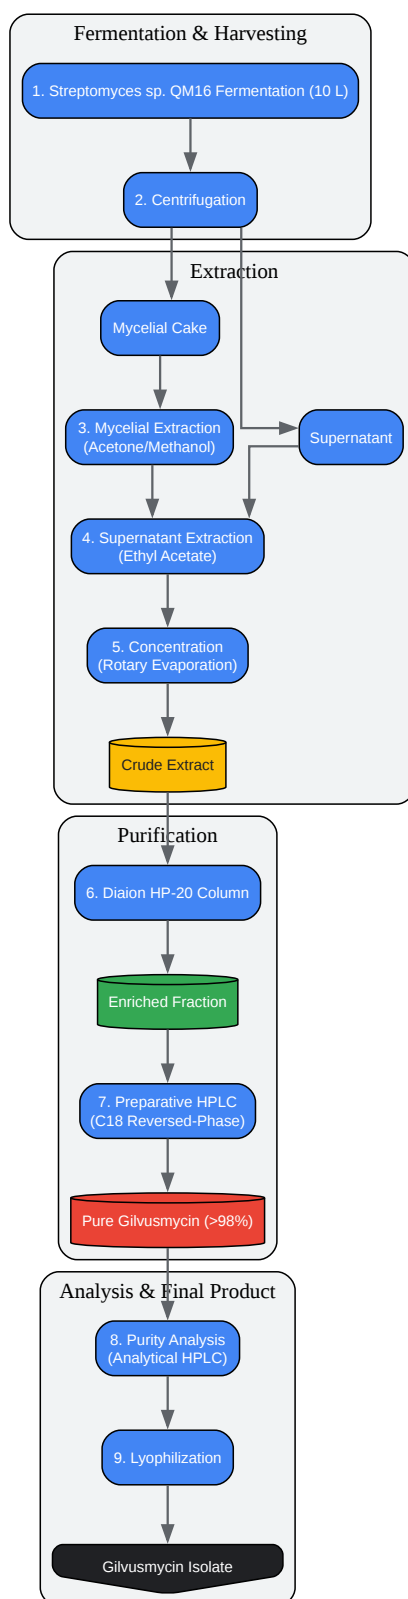 Fermentation & Harvesting
1. Streptomyces sp. QM16 Fermentation (10 L)
2. Centrifugation
Extraction
Mycelial Cake
3. Mycelial Extraction
(Acetone/Methanol)
Supernatant
4. Supernatant Extraction
(Ethyl Acetate)
5. Concentration
(Rotary Evaporation)
Crude Extract
Purification
6. Diaion HP-20 Column
Enriched Fraction
7. Preparative HPLC
(C18 Reversed-Phase)
Pure Gilvusmycin (>98%)
Analysis & Final Product
8. Purity Analysis
(Analytical HPLC)
9. Lyophilization
Gilvusmycin Isolate